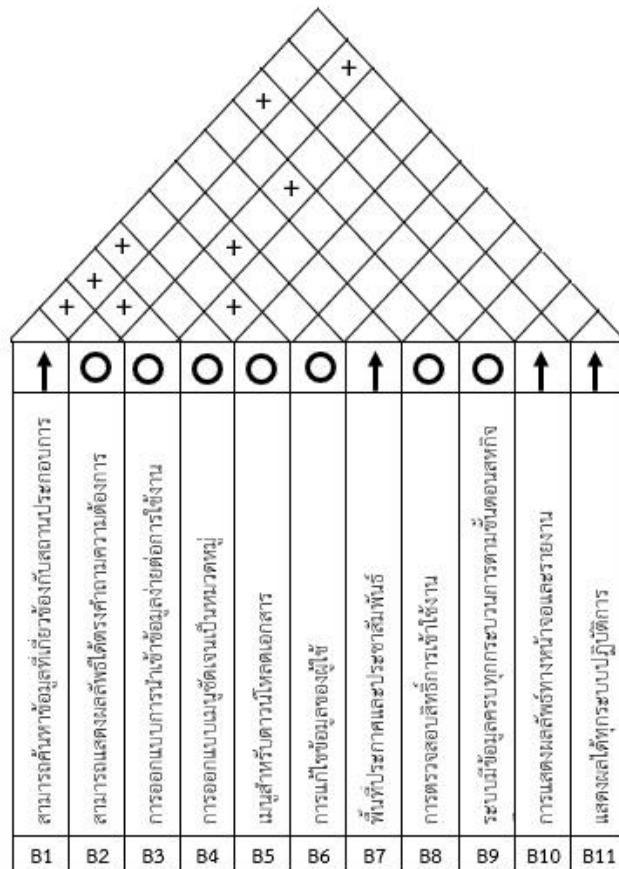 +
+
+
+
+
+
+
+
+
สามารถค้นหาข้อมูลที่เกี่ยวข้องกับสถานประกอบการ
สามารถแสดงผลลัพธ์ได้ตรงคำถามความต้องการ
การออกแบบการนำเข้าข้อมูลง่ายต่อการใช้งาน
การออกแบบเมนูชัดเจนเป็นหมวดหมู่
เมนูสำหรับดาวน์โหลดเอกสาร
การแก้ไขข้อมูลของผู้ใช้
พื้นที่ประกาศและประชาสัมพันธ์
การตรวจสอบสิทธิ์การเข้าใช้งาน
ระบบมีข้อมูลครบทุกกระบวนการตามขั้นตอนสหกิจ
การแสดงผลลัพธ์ทางหน้าจอและรายงาน
แสดงผลได้ทุกระบบปฏิบัติการ
B1 B2 B3 B4 B5 B6 B7 B8 B9 B10 B11